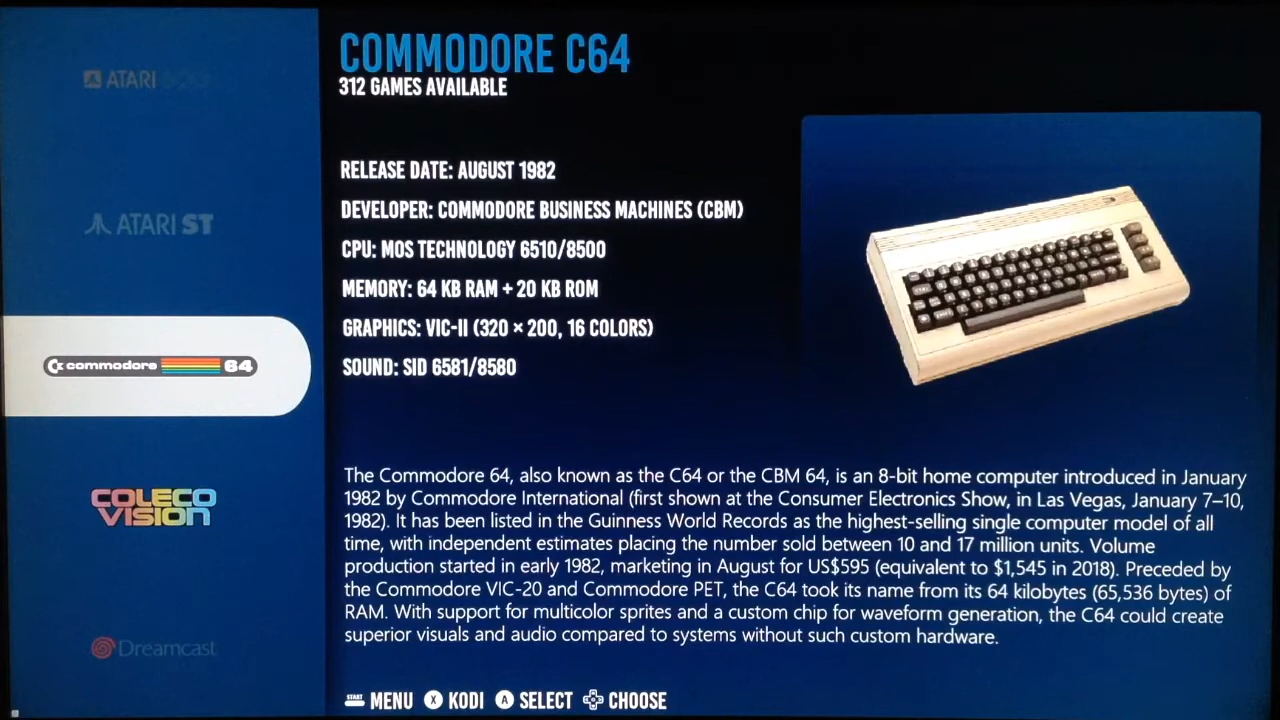 COMMODORE C64
312 GAMES AVAILABLE
ATARI
ATARI ST
commodore 64
COLECO
VISION
Dreamcast
RELEASE DATE: AUGUST 1982
DEVELOPER: COMMODORE BUSINESS MACHINES (CBM)
CPU: MOS TECHNOLOGY 6510/8500
MEMORY: 64 KB RAM + 20 KB ROM
GRAPHICS: VIC-II (320 × 200, 16 COLORS)
SOUND: SID 6581/8580
The Commodore 64, also known as the C64 or the CBM 64, is an 8-bit home computer introduced in January
1982 by Commodore International (first shown at the Consumer Electronics Show, in Las Vegas, January 7–10,
1982). It has been listed in the Guinness World Records as the highest-selling single computer model of all
time, with independent estimates placing the number sold between 10 and 17 million units. Volume
production started in early 1982, marketing in August for US$595 (equivalent to $1,545 in 2018). Preceded by
the Commodore VIC-20 and Commodore PET, the C64 took its name from its 64 kilobytes (65,536 bytes) of
RAM. With support for multicolor sprites and a custom chip for waveform generation, the C64 could create
superior visuals and audio compared to systems without such custom hardware.
START MENU X KODI A SELECT CHOOSE